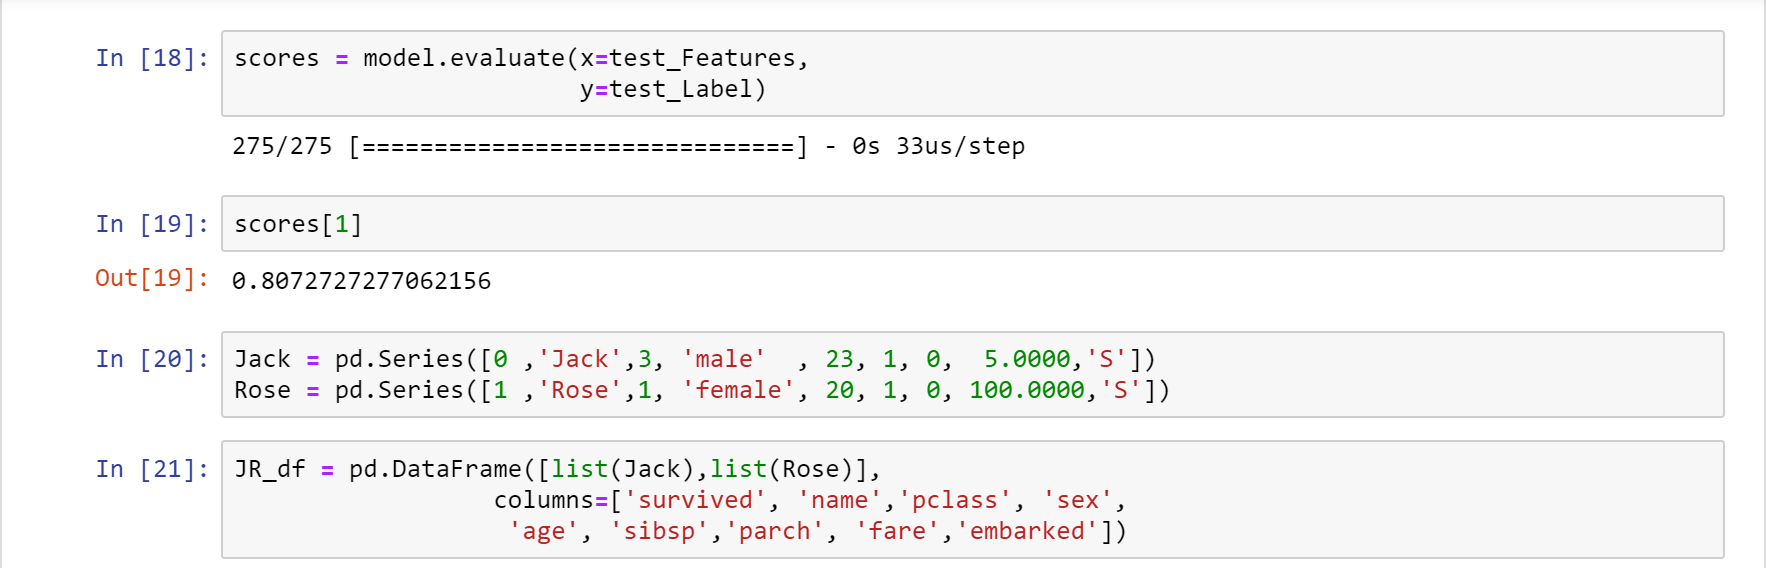 In [18]: scores = model.evaluate(x=test_Features,
                        y=test_Label)
275/275 [==============================] - 0s 33us/step
In [19]: scores[1]
Out[19]: 0.8072727277062156
In [20]: Jack = pd.Series([0 ,'Jack',3, 'male'  , 23, 1, 0,  5.0000,'S'])
Rose = pd.Series([1 ,'Rose',1, 'female', 20, 1, 0, 100.0000,'S'])
In [21]: JR_df = pd.DataFrame([list(Jack),list(Rose)],
                  columns=['survived', 'name','pclass', 'sex',
                   'age', 'sibsp','parch', 'fare','embarked'])